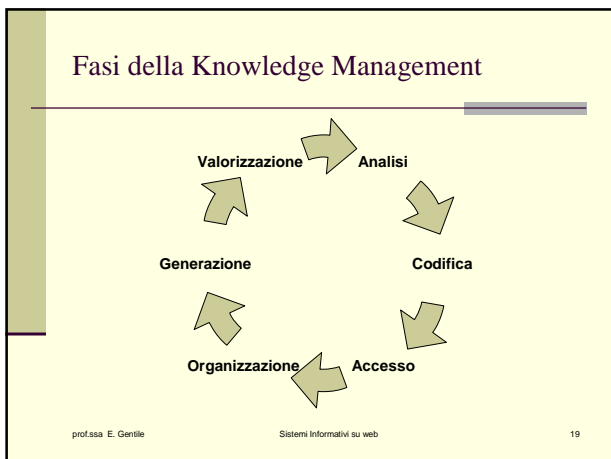 Fasi della Knowledge Management
Valorizzazione
Analisi
Generazione
Codifica
Organizzazione
Accesso
prof.ssa E. Gentile
Sistemi Informativi su web
19